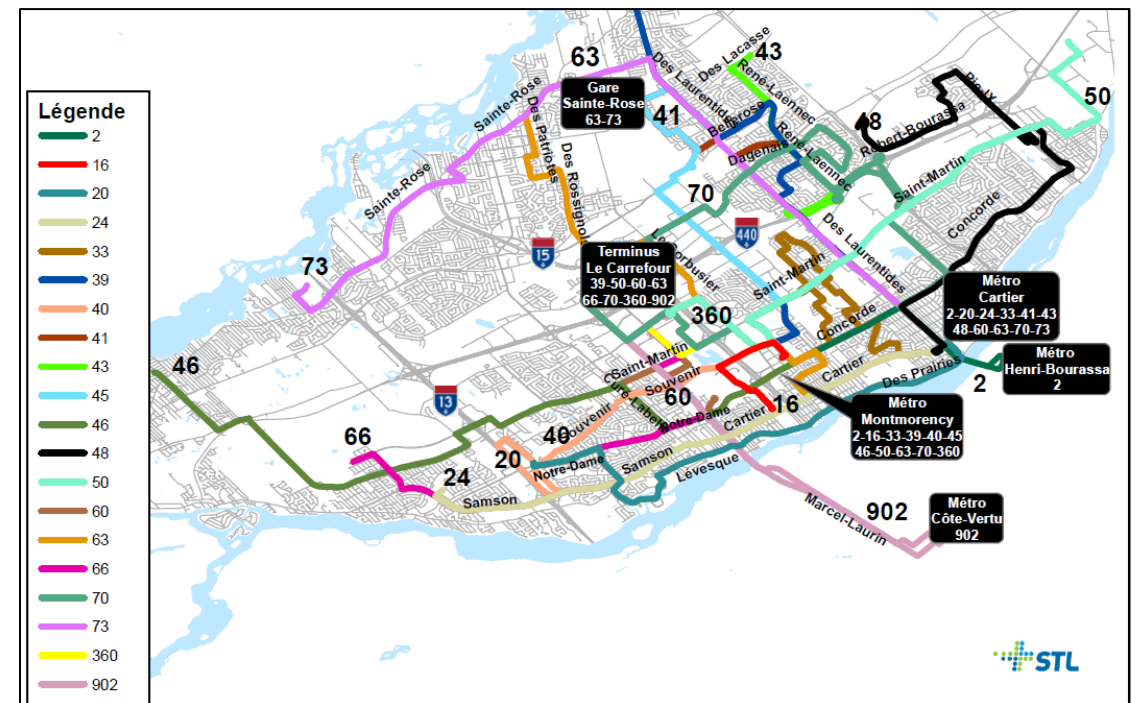 Légende
2
16
20
24
33
39
40
41
43
45
46
48
50
60
63
66
70
73
360
902
63
Gare
Sainte-Rose
63-73
Des Lacasse
43
René-Laennec
Des Laurentides
41
Bellerose
Dagenais
René-Laennec
48
Robert-Bourassa
Pie-IX
50
Sainte-Rose
Des Patriotes
Des Rossignols
Sainte-Rose
70
Saint-Martin
Concorde
15
440
Terminus
Le Carrefour
39-50-60-63
66-70-360-902
Le Corbusier
Saint-Martin
Des Laurentides
73
360
Concorde
Métro
Cartier
2-20-24-33-41-43
48-60-63-70-73
46
Saint-Martin
Souvenir
Cartier
Des Prairies
2
Métro
Henri-Bourassa
2
13
Curé-Labelle
60
Souvenir
Notre-Dame
Cartier
16
Métro
Montmorency
2-16-33-39-40-45
46-50-63-70-360
66
40
20
24
Notre-Dame
Samson
Lévesque
Samson
Marcel-Laurin
902
Métro
Côte-Vertu
902
STL